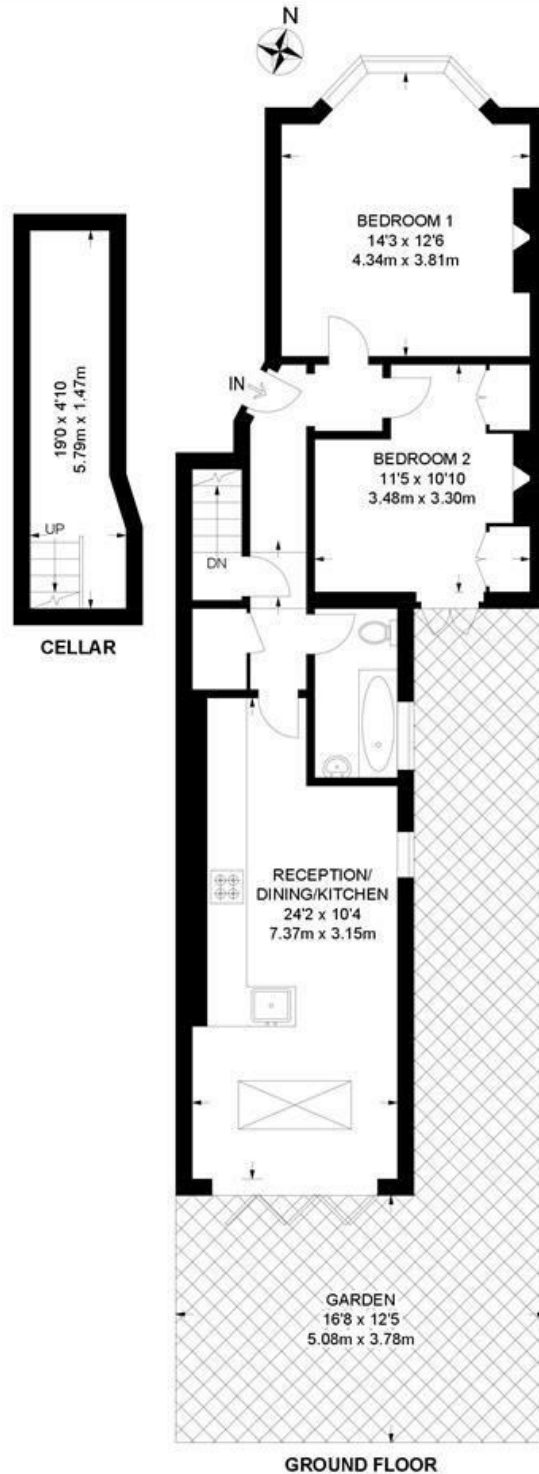 N
BEDROOM 1
14'3 x 12'6
4.34m x 3.81m
IN
19'0 x 4'10
5.79m x 1.47m
UP
CELLAR
BEDROOM 2
11'5 x 10'10
3.48m x 3.30m
DN
RECEPTION/
DINING/KITCHEN
24'2 x 10'4
7.37m x 3.15m
GARDEN
16'8 x 12'5
5.08m x 3.78m
GROUND FLOOR